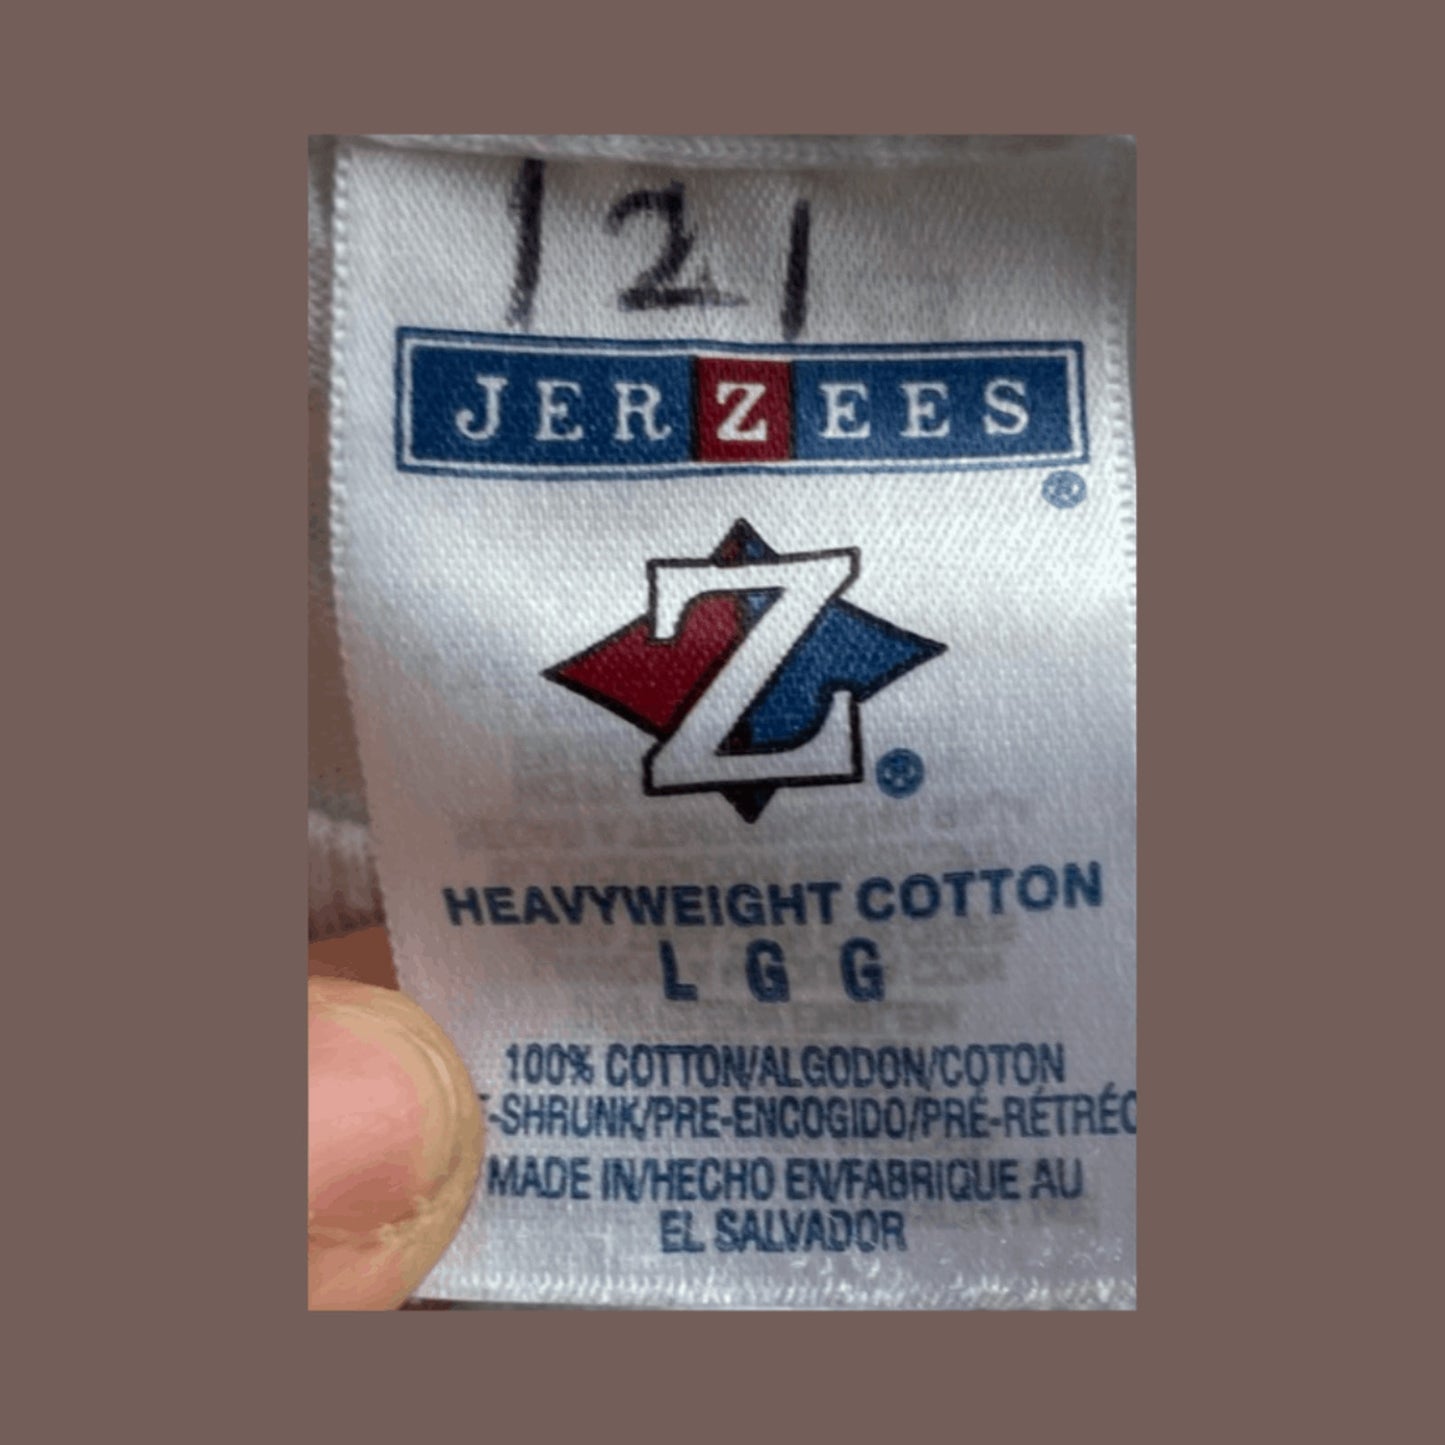 121
JERZEES
®
Z
®
HEAVYWEIGHT COTTON
L G G
100% COTTON/ALGODON/COTON
-SHRUNK/PRE-ENCOGIDO/PRÉ-RÉTRÉC
MADE IN/HECHO EN/FABRIQUE AU
EL SALVADOR